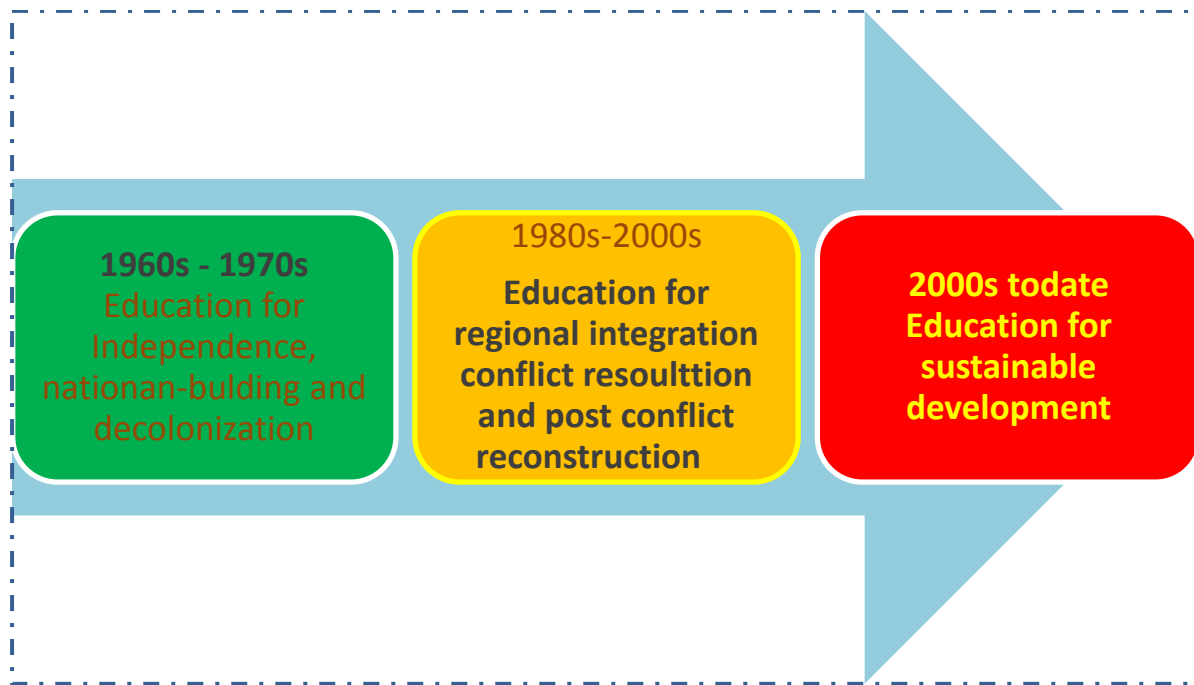 1960s - 1970s
Education for
Independence,
nationan-bulding and
decolonization
1980s-2000s
Education for
regional integration
conflict resoulttion
and post conflict
reconstruction
2000s todate
Education for
sustainable
development